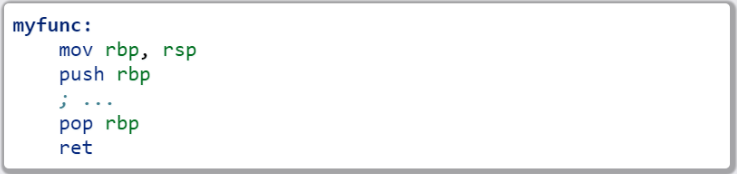 myfunc:
    mov rbp, rsp
    push rbp
    ; ...
    pop rbp
    ret